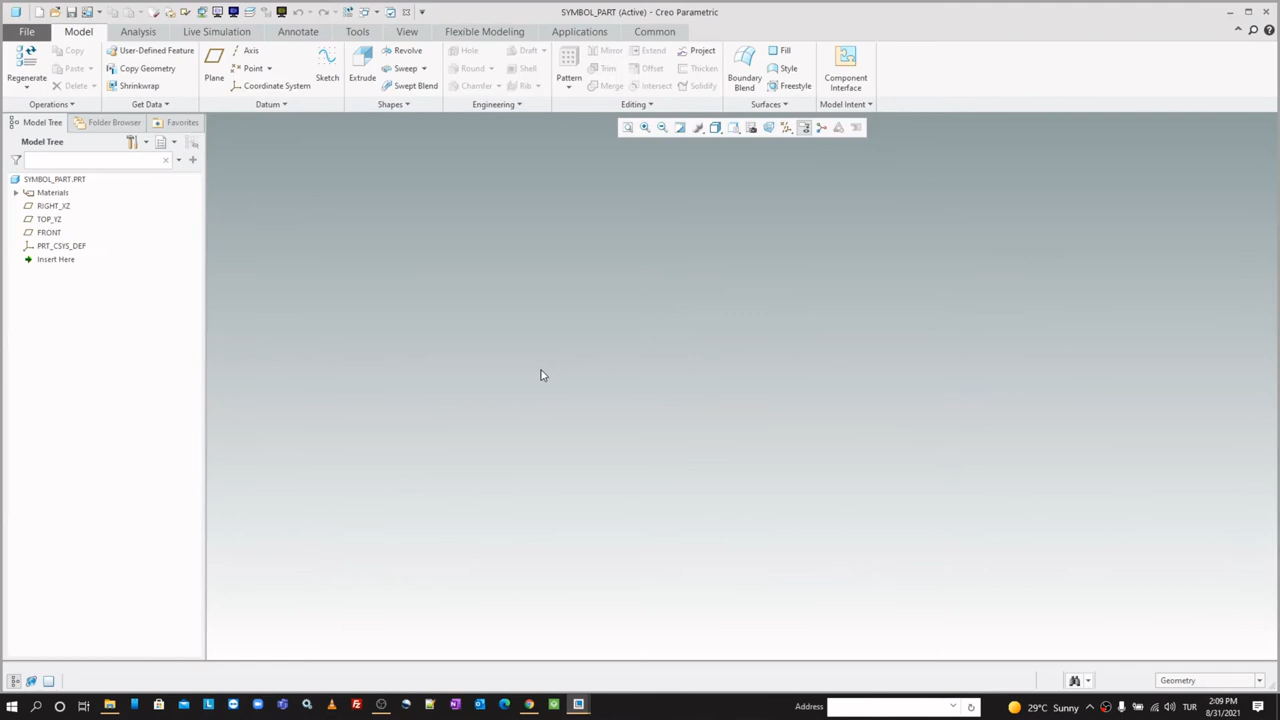 SYMBOL_PART (Active) - Creo Parametric
File Model Analysis Live Simulation Annotate Tools View Flexible Modeling Applications Common
Regenerate
Copy
Paste
Delete
Operations
User-Defined Feature
Copy Geometry
Shrinkwrap
Get Data
Plane
Axis
Point
Coordinate System
Sketch
Datum
Extrude
Revolve
Sweep
Swept Blend
Shapes
Hole
Round
Chamfer
Draft
Shell
Rib
Engineering
Pattern
Mirror
Trim
Merge
Extend
Offset
Intersect
Project
Thicken
Solidify
Editing
Boundary
Blend
Fill
Style
Freestyle
Surfaces
Component
Interface
Model Intent
Model Tree Folder Browser Favorites
Model Tree
SYMBOL_PART.PRT
Materials
RIGHT_XZ
TOP_YZ
FRONT
PRT_CSYS_DEF
Insert Here
Geometry
Address
29°C Sunny
TUR
2:09 PM
8/31/2021